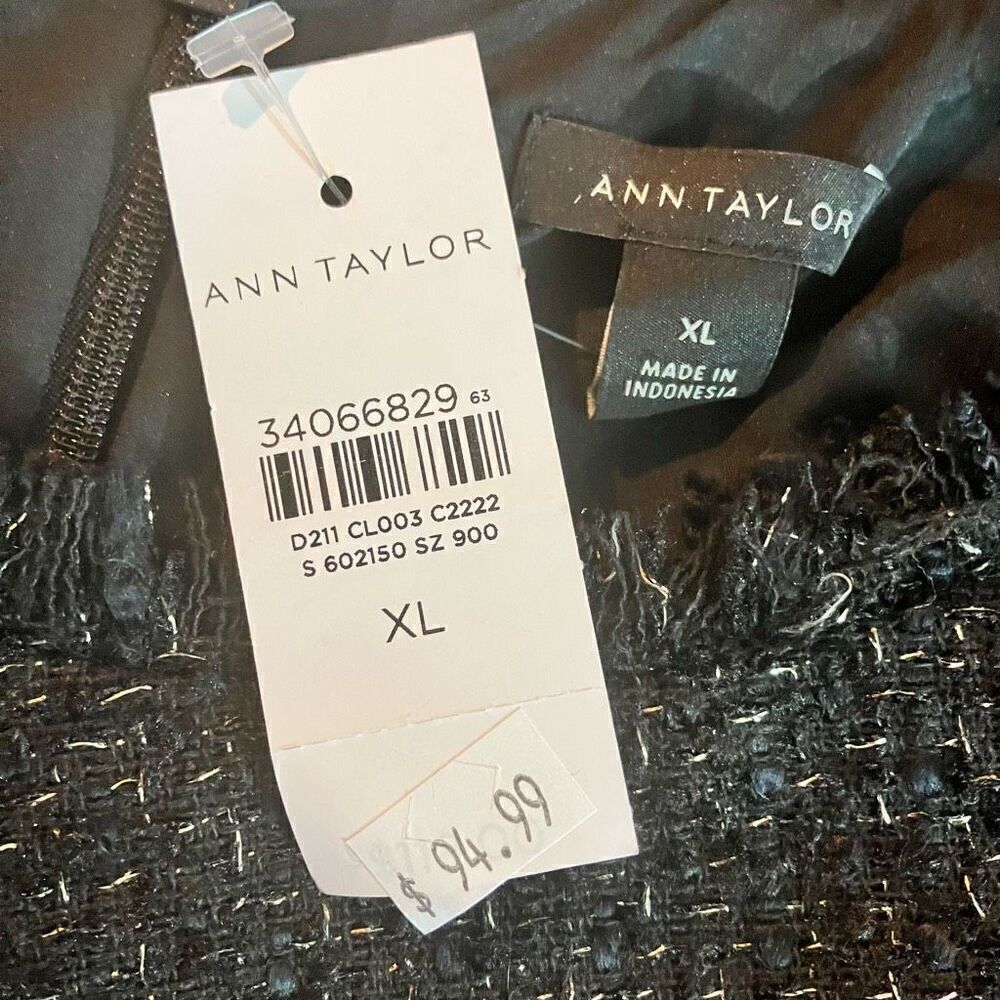 ANN TAYLOR
34066829 63
D211 CL003 C2222
S 602150 SZ 900
XL
$94.99
ANN TAYLOR
XL
MADE IN
INDONESIA